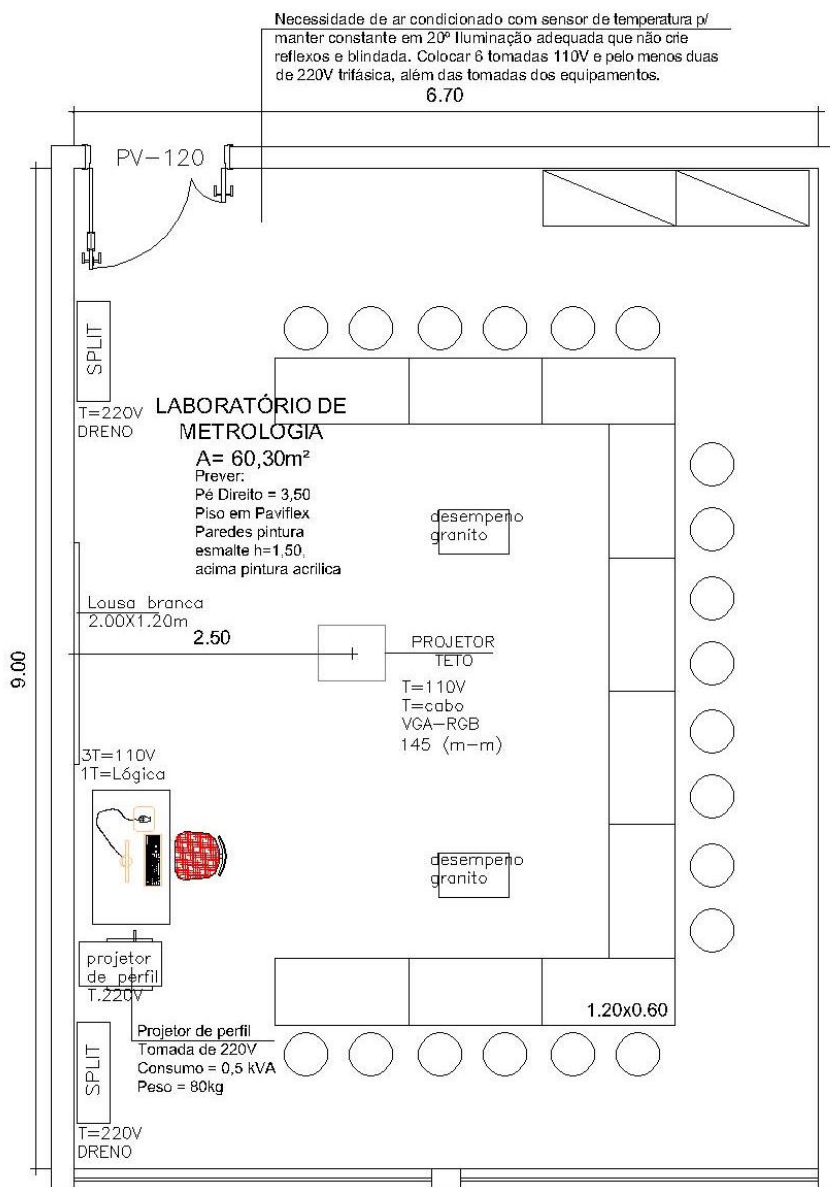 Necessidade de ar condicionado com sensor de temperatura p/
manter constante em 20º Iluminação adequada que não crie
reflexos e blindada. Colocar 6 tomadas 110V e pelo menos duas
de 220V trifásica, além das tomadas dos equipamentos.
6.70
PV-120
SPLIT
T=220V
DRENO
LABORATÓRIO DE
METROLOGIA
A= 60,30m²
Prever:
Pé Direito = 3,50
Piso em Paviflex
Paredes pintura
esmalte h=1,50,
acima pintura acrílica
desempeno
granito
Lousa branca
2.00X1.20m
2.50
9.00
PROJETOR
TETO
T=110V
T=cabo
VGA-RGB
145 (m-m)
3T=110V
1T=Lógica
desempeno
granito
projetor
de perfil
T.220V
1.20x0.60
Projetor de perfil
Tomada de 220V
Consumo = 0,5 kVA
Peso = 80kg
SPLIT
T=220V
DRENO